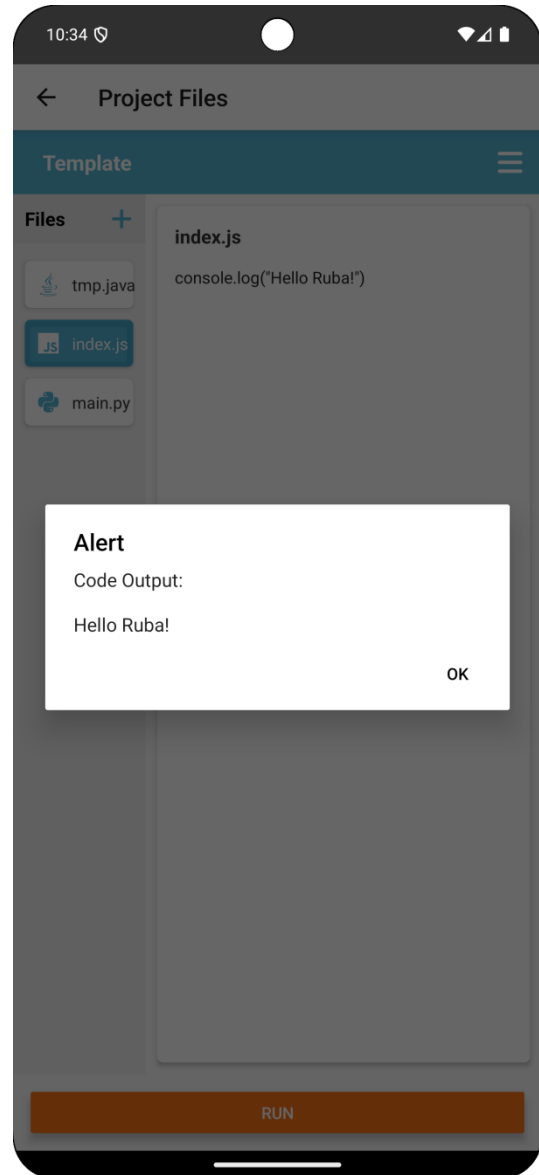 10:34
Project Files
Template
Files
tmp.java
JS index.js
main.py
index.js
console.log("Hello Ruba!")
Alert
Code Output:
Hello Ruba!
OK
RUN